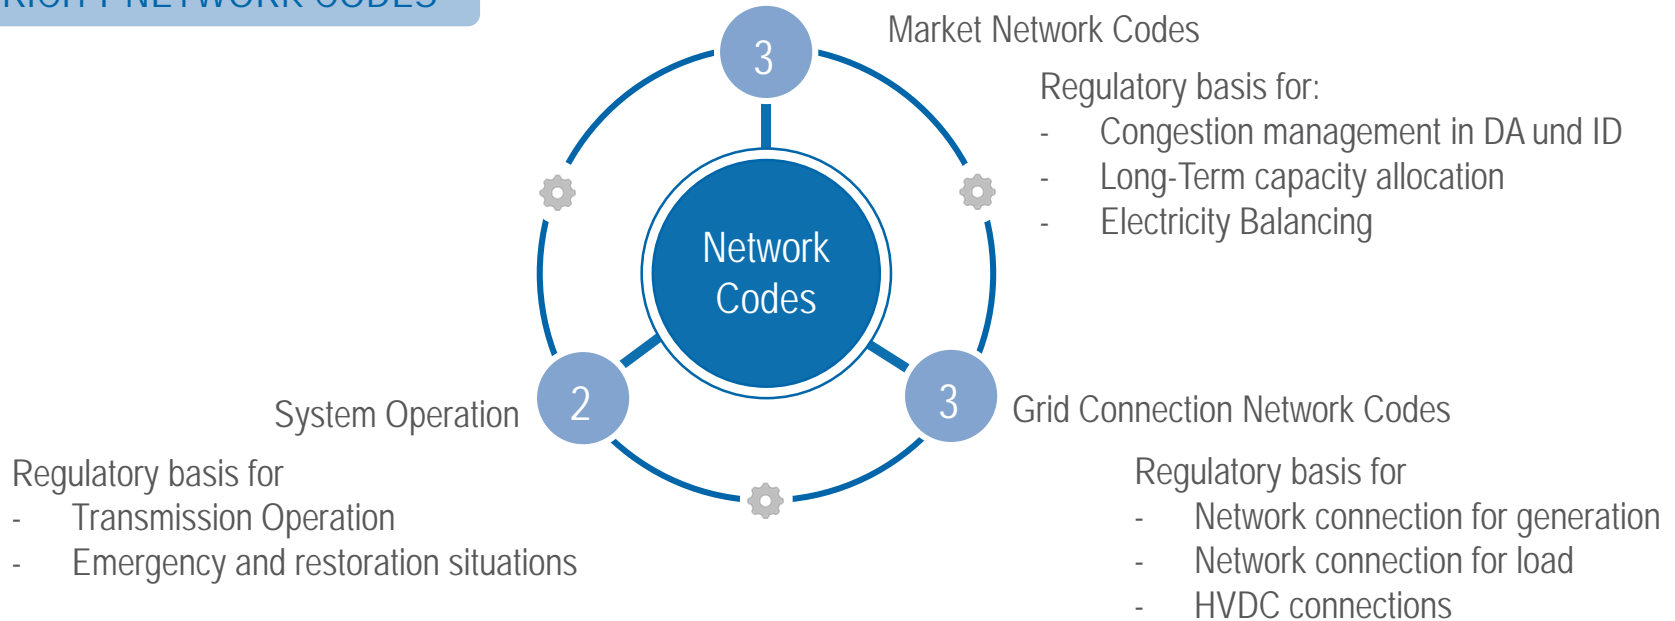 NETWORK CODES
3
Market Network Codes
Regulatory basis for:
- Congestion management in DA und ID
- Long-Term capacity allocation
- Electricity Balancing
Network
Codes
2
System Operation
Regulatory basis for
- Transmission Operation
- Emergency and restoration situations
3
Grid Connection Network Codes
Regulatory basis for
- Network connection for generation
- Network connection for load
- HVDC connections